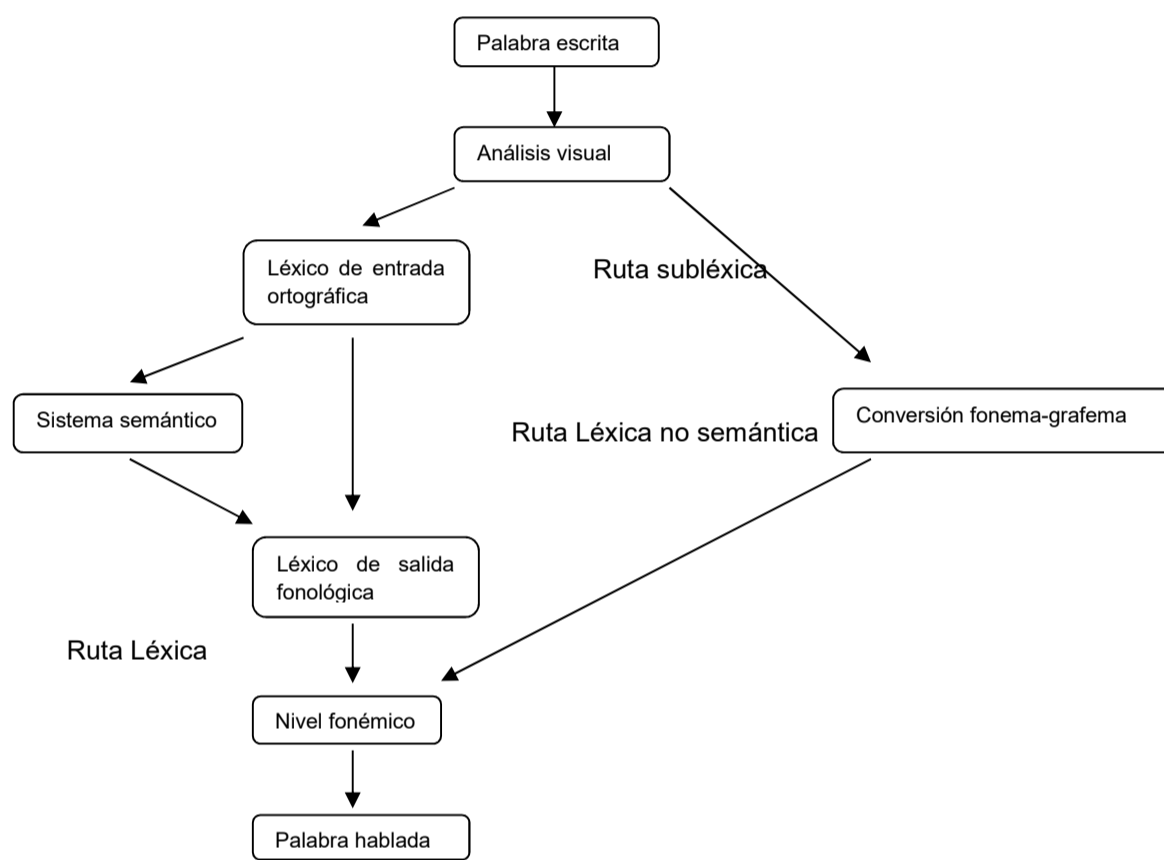 Palabra escrita
Análisis visual
Léxico de entrada
ortográfica
Ruta subléxica
Sistema semántico
Ruta Léxica no semántica
Conversión fonema-grafema
Léxico de salida
fonológica
Ruta Léxica
Nivel fonémico
Palabra hablada